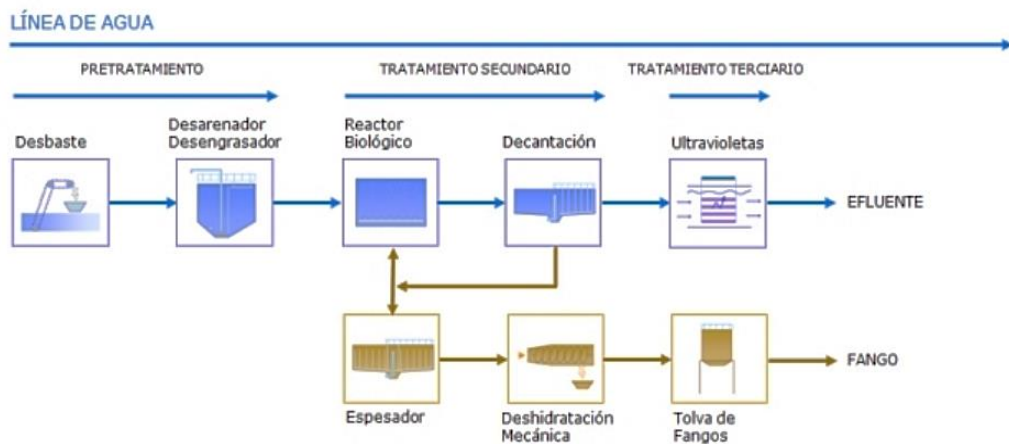 LÍNEA DE AGUA
PRETRATAMIENTO
TRATAMIENTO SECUNDARIO
TRATAMIENTO TERCIARIO
Desbaste
Desarenador
Desengrasador
Reactor
Biológico
Decantación
Ultravioletas
EFLUENTE
FANGO
Espesador
Deshidratación
Mecánica
Tolva de
Fangos